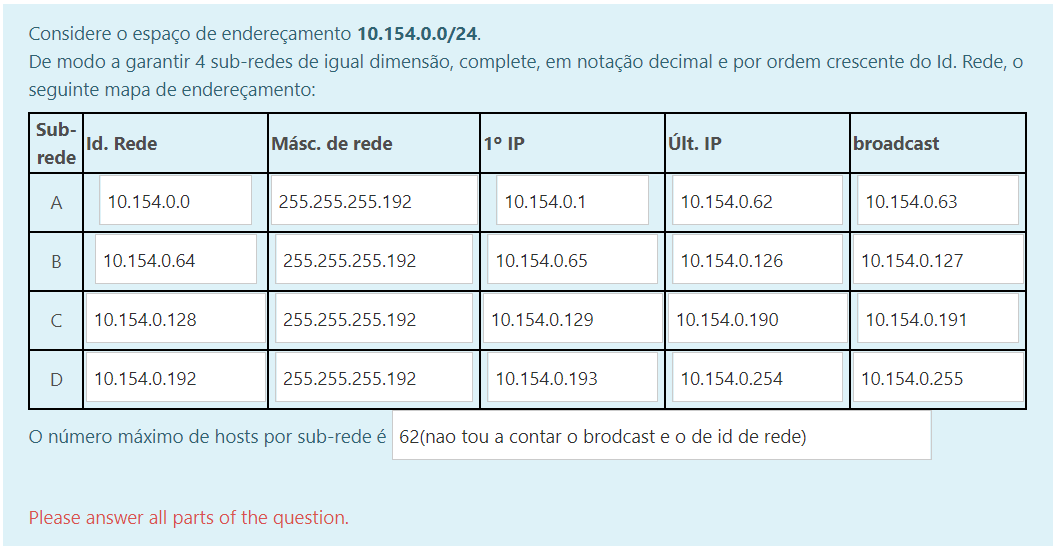 Considere o espaço de endereçamento 10.154.0.0/24.
De modo a garantir 4 sub-redes de igual dimensão, complete, em notação decimal e por ordem crescente do Id. Rede, o
seguinte mapa de endereçamento:
Sub-rede Id. Rede Másc. de rede 1º IP Últ. IP broadcast
A 10.154.0.0 255.255.255.192 10.154.0.1 10.154.0.62 10.154.0.63
B 10.154.0.64 255.255.255.192 10.154.0.65 10.154.0.126 10.154.0.127
C 10.154.0.128 255.255.255.192 10.154.0.129 10.154.0.190 10.154.0.191
D 10.154.0.192 255.255.255.192 10.154.0.193 10.154.0.254 10.154.0.255
O número máximo de hosts por sub-rede é 62(nao tou a contar o brodcast e o de id de rede)
Please answer all parts of the question.